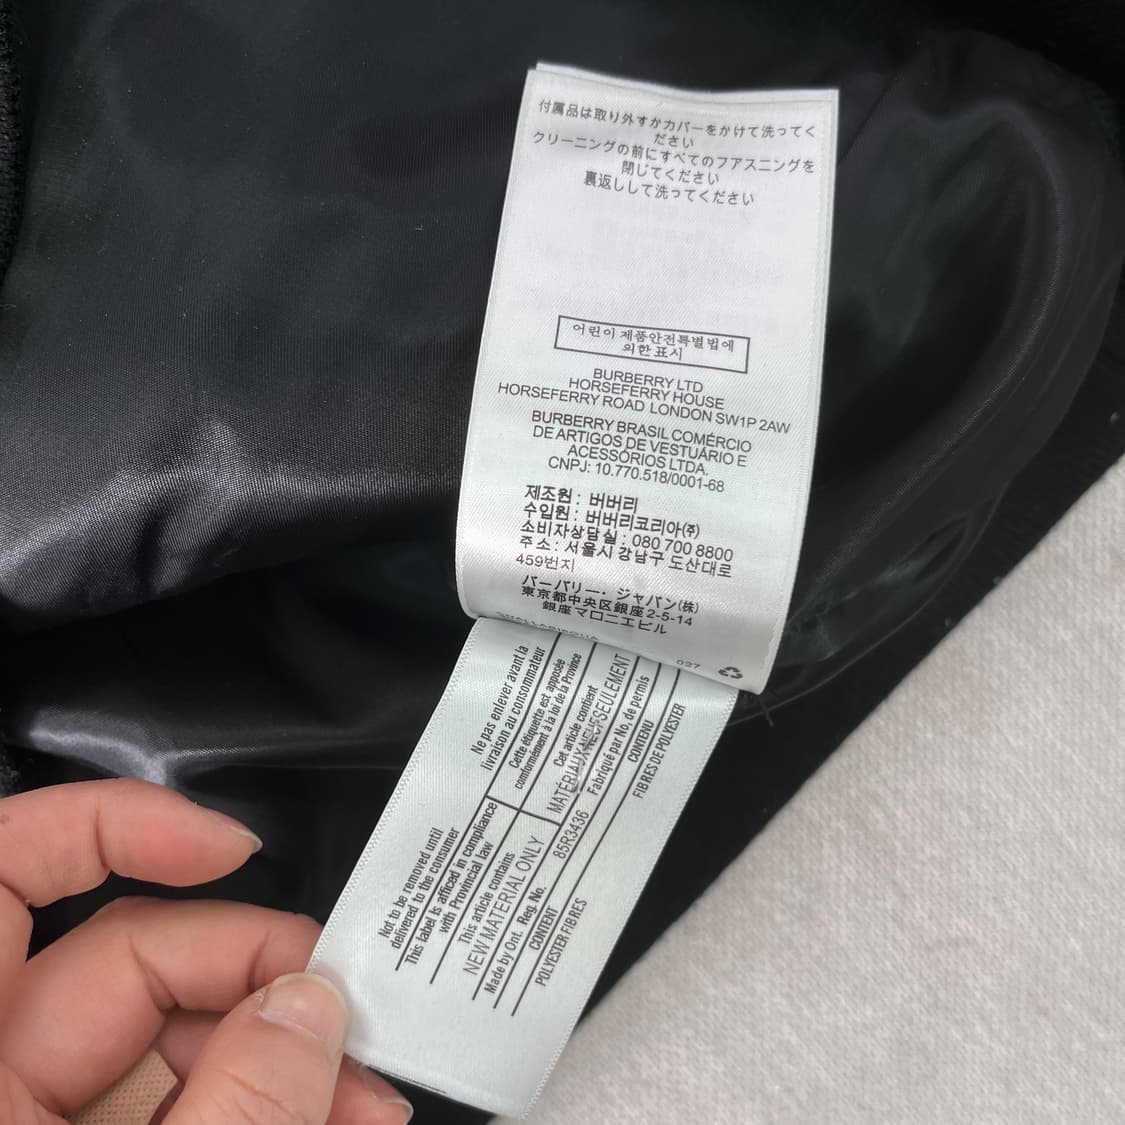 付属品は取り外すかカバーをかけて洗ってく
ださい
クリーニングの前にすべてのフアスニングを
閉じてください
裏返しして洗ってください
어린이제품안전특별법에
의한표시
BURBERRY LTD
HORSEFERRY HOUSE
HORSEFERRY ROAD LONDON SW1P 2AW
BURBERRY BRASIL COMÉRCIO
DE ARTIGOS DE VESTUÁRIO E
ACESSÓRIOS LTDA.
CNPJ: 10.770.518/0001-68
제조원 : 버버리
수입원 : 버버리코리아(주)
소비자상담실 : 080 700 8800
주소 : 서울시 강남구 도산대로
459번지
バーバリー・ジャパン(株)
東京都中央区銀座2-5-14
銀座マロニエビル
027
Not to be removed until
delivered to the consumer
Ne pas enlever avant la
livraison au consommateur
This label is affixed in compliance
with Provincial law
Cette étiquette est apposée
conformément à la loi de la Province
This article contains
NEW MATERIAL ONLY
Cet article contient
MATÉRIAUX NEUFS SEULEMENT
Made by Ont. Reg. No. 85R3436 Fabriqué par No, de permis
CONTENT CONTENU
POLYESTER FIBRES FIBRES DE POLYESTER